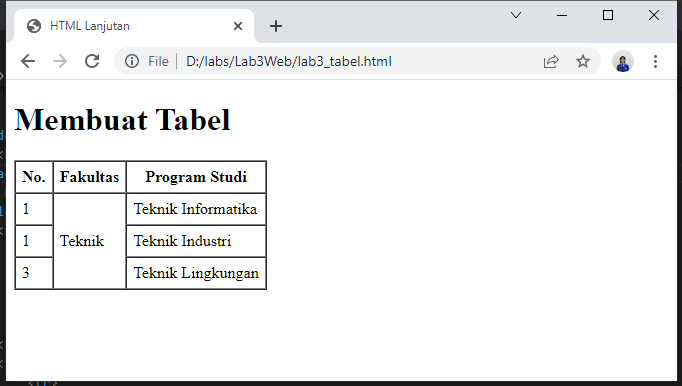 HTML Lanjutan
File D:/labs/Lab3Web/lab3_tabel.html
Membuat Tabel
No. Fakultas Program Studi
1 Teknik Informatika
1 Teknik Teknik Industri
3 Teknik Lingkungan